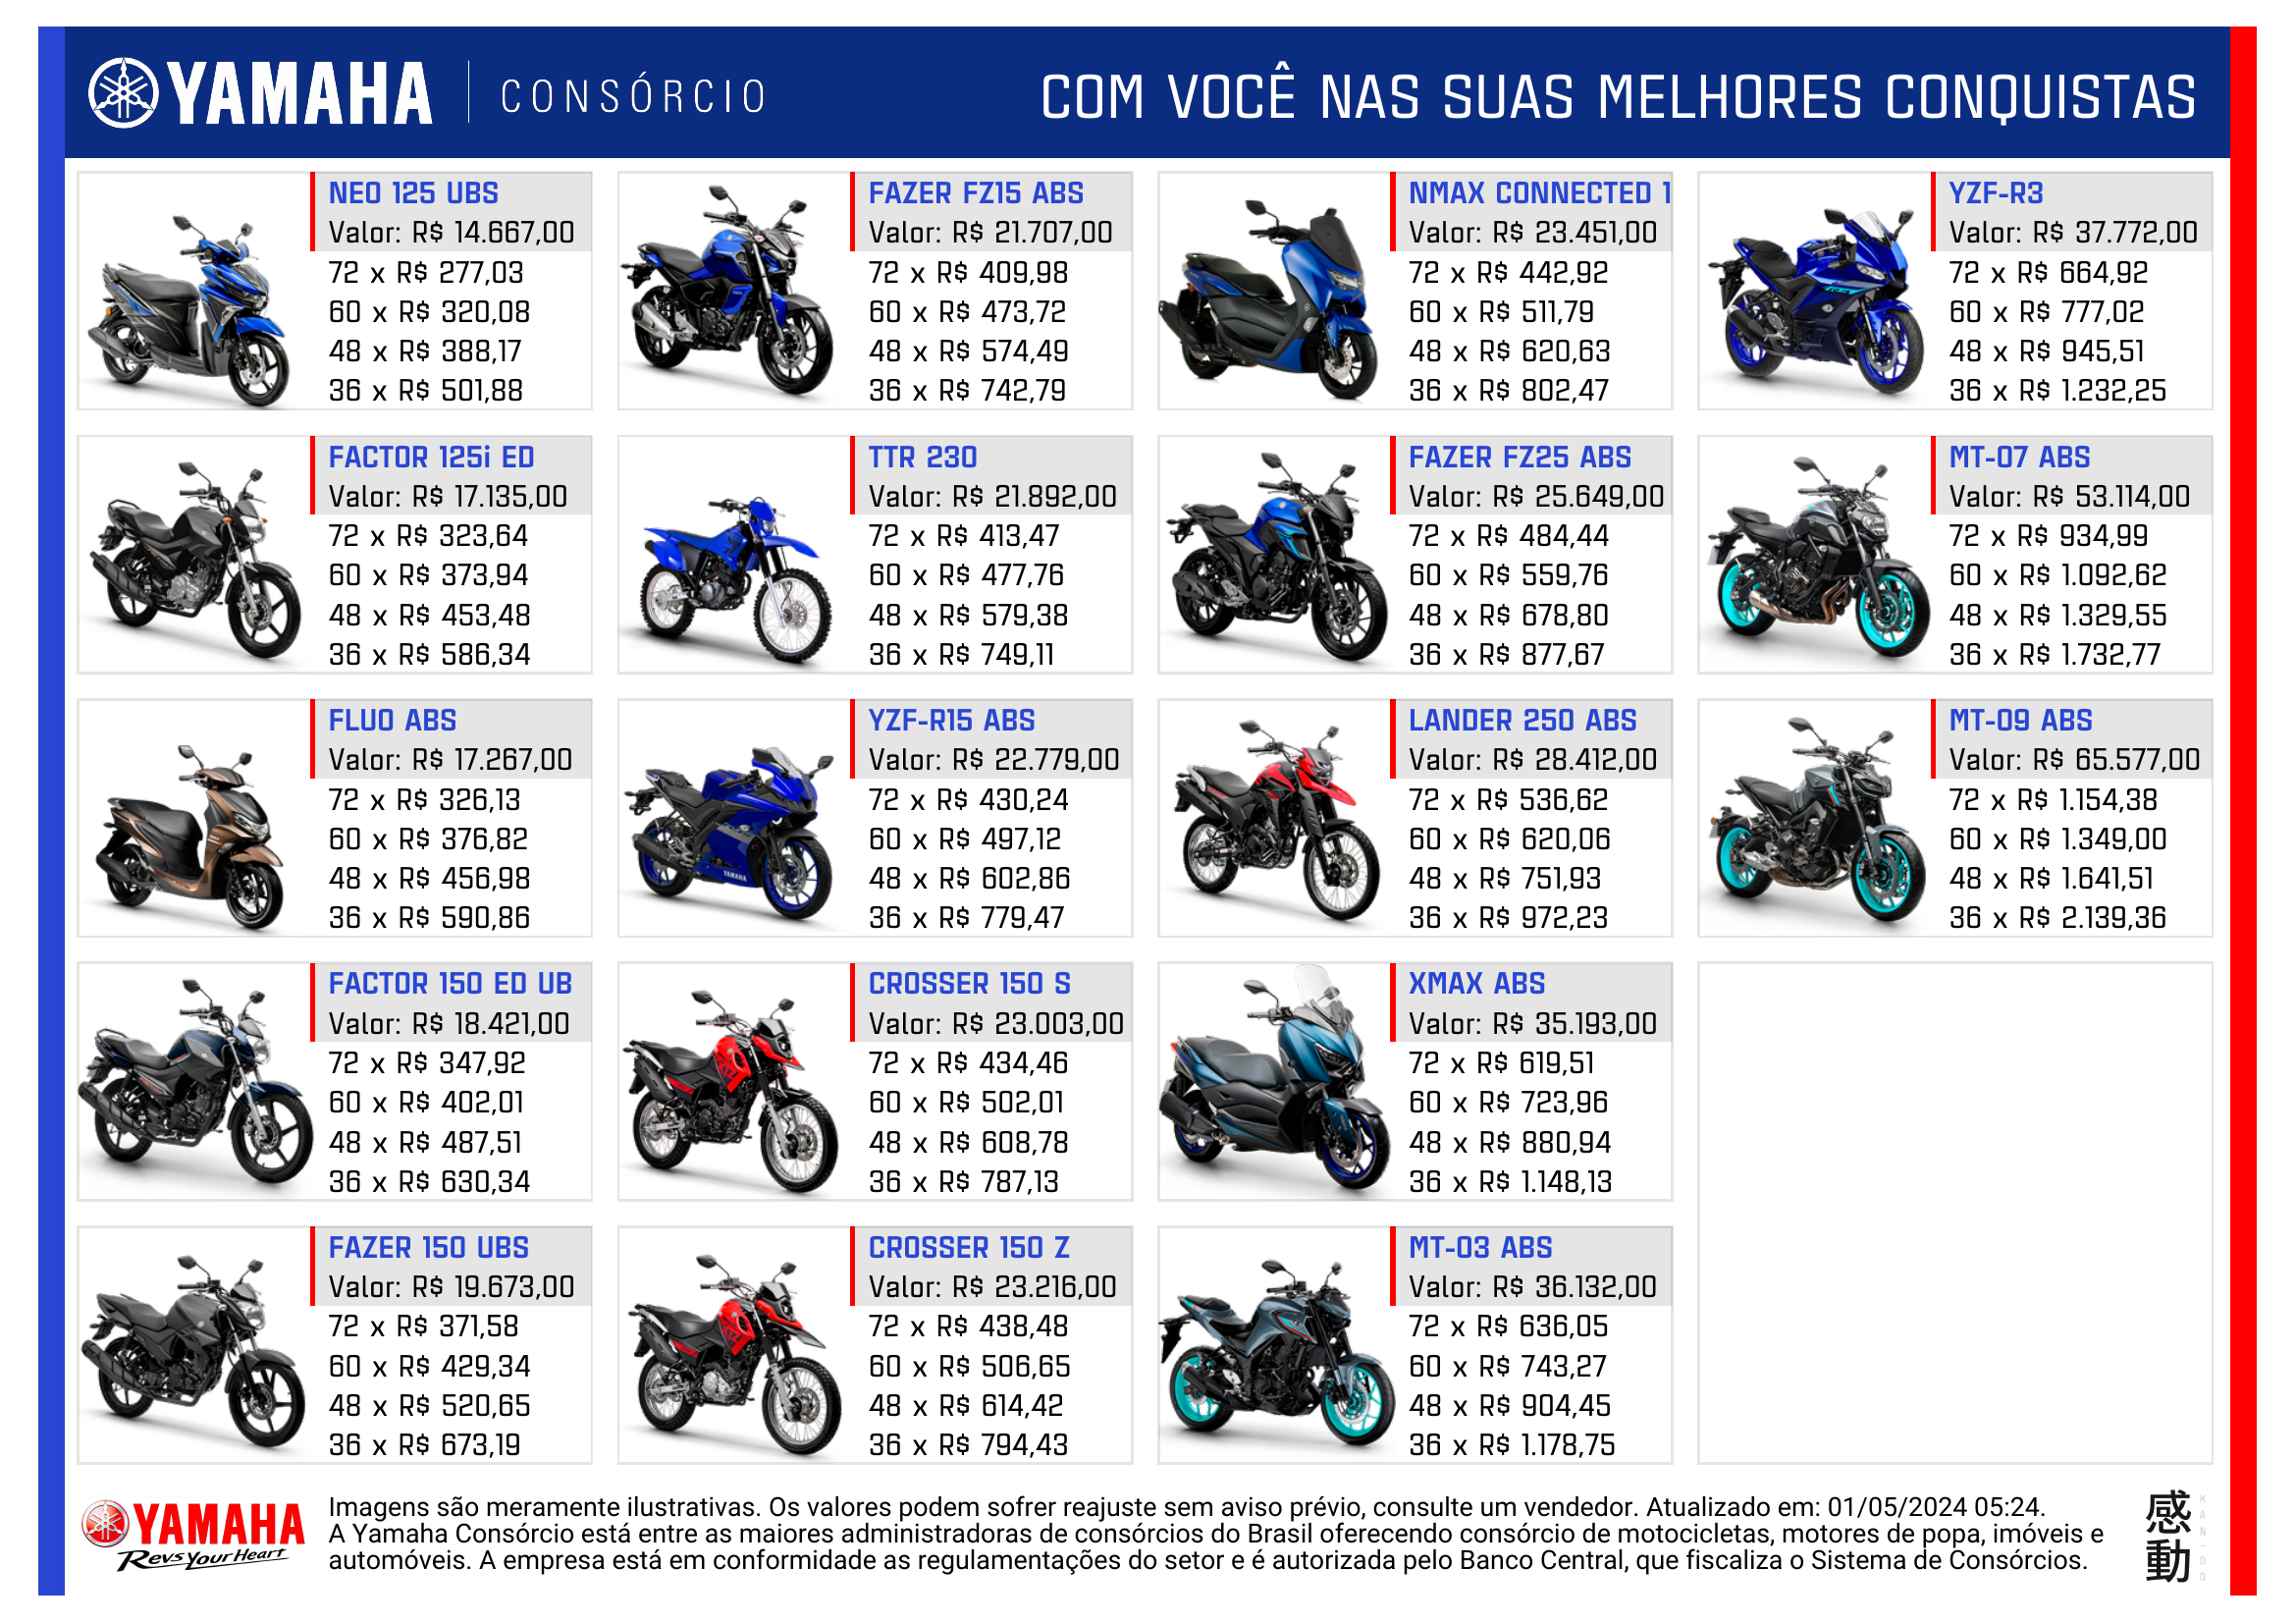 YAMAHA CONSÓRCIO
COM VOCÊ NAS SUAS MELHORES CONQUISTAS
NEO 125 UBS
Valor: R$ 14.667,00
72 x R$ 277,03
60 x R$ 320,08
48 x R$ 388,17
36 x R$ 501,88
FAZER FZ15 ABS
Valor: R$ 21.707,00
72 x R$ 409,98
60 x R$ 473,72
48 x R$ 574,49
36 x R$ 742,79
NMAX CONNECTED 1
Valor: R$ 23.451,00
72 x R$ 442,92
60 x R$ 511,79
48 x R$ 620,63
36 x R$ 802,47
YZF-R3
Valor: R$ 37.772,00
72 x R$ 664,92
60 x R$ 777,02
48 x R$ 945,51
36 x R$ 1.232,25
FACTOR 125i ED
Valor: R$ 17.135,00
72 x R$ 323,64
60 x R$ 373,94
48 x R$ 453,48
36 x R$ 586,34
TTR 230
Valor: R$ 21.892,00
72 x R$ 413,47
60 x R$ 477,76
48 x R$ 579,38
36 x R$ 749,11
FAZER FZ25 ABS
Valor: R$ 25.649,00
72 x R$ 484,44
60 x R$ 559,76
48 x R$ 678,80
36 x R$ 877,67
MT-07 ABS
Valor: R$ 53.114,00
72 x R$ 934,99
60 x R$ 1.092,62
48 x R$ 1.329,55
36 x R$ 1.732,77
FLUO ABS
Valor: R$ 17.267,00
72 x R$ 326,13
60 x R$ 376,82
48 x R$ 456,98
36 x R$ 590,86
YZF-R15 ABS
Valor: R$ 22.779,00
72 x R$ 430,24
60 x R$ 497,12
48 x R$ 602,86
36 x R$ 779,47
YAMAHA
LANDER 250 ABS
Valor: R$ 28.412,00
72 x R$ 536,62
60 x R$ 620,06
48 x R$ 751,93
36 x R$ 972,23
MT-09 ABS
Valor: R$ 65.577,00
72 x R$ 1.154,38
60 x R$ 1.349,00
48 x R$ 1.641,51
36 x R$ 2.139,36
FACTOR 150 ED UB
Valor: R$ 18.421,00
72 x R$ 347,92
60 x R$ 402,01
48 x R$ 487,51
36 x R$ 630,34
CROSSER 150 S
Valor: R$ 23.003,00
72 x R$ 434,46
60 x R$ 502,01
48 x R$ 608,78
36 x R$ 787,13
XMAX ABS
Valor: R$ 35.193,00
72 x R$ 619,51
60 x R$ 723,96
48 x R$ 880,94
36 x R$ 1.148,13
FAZER 150 UBS
Valor: R$ 19.673,00
72 x R$ 371,58
60 x R$ 429,34
48 x R$ 520,65
36 x R$ 673,19
CROSSER 150 Z
Valor: R$ 23.216,00
72 x R$ 438,48
60 x R$ 506,65
48 x R$ 614,42
36 x R$ 794,43
MT-03 ABS
Valor: R$ 36.132,00
72 x R$ 636,05
60 x R$ 743,27
48 x R$ 904,45
36 x R$ 1.178,75
YAMAHA
Revs Your Heart
Imagens são meramente ilustrativas. Os valores podem sofrer reajuste sem aviso prévio, consulte um vendedor. Atualizado em: 01/05/2024 05:24.
A Yamaha Consórcio está entre as maiores administradoras de consórcios do Brasil oferecendo consórcio de motocicletas, motores de popa, imóveis e
automóveis. A empresa está em conformidade as regulamentações do setor e é autorizada pelo Banco Central, que fiscaliza o Sistema de Consórcios.
感動
KAN-DO